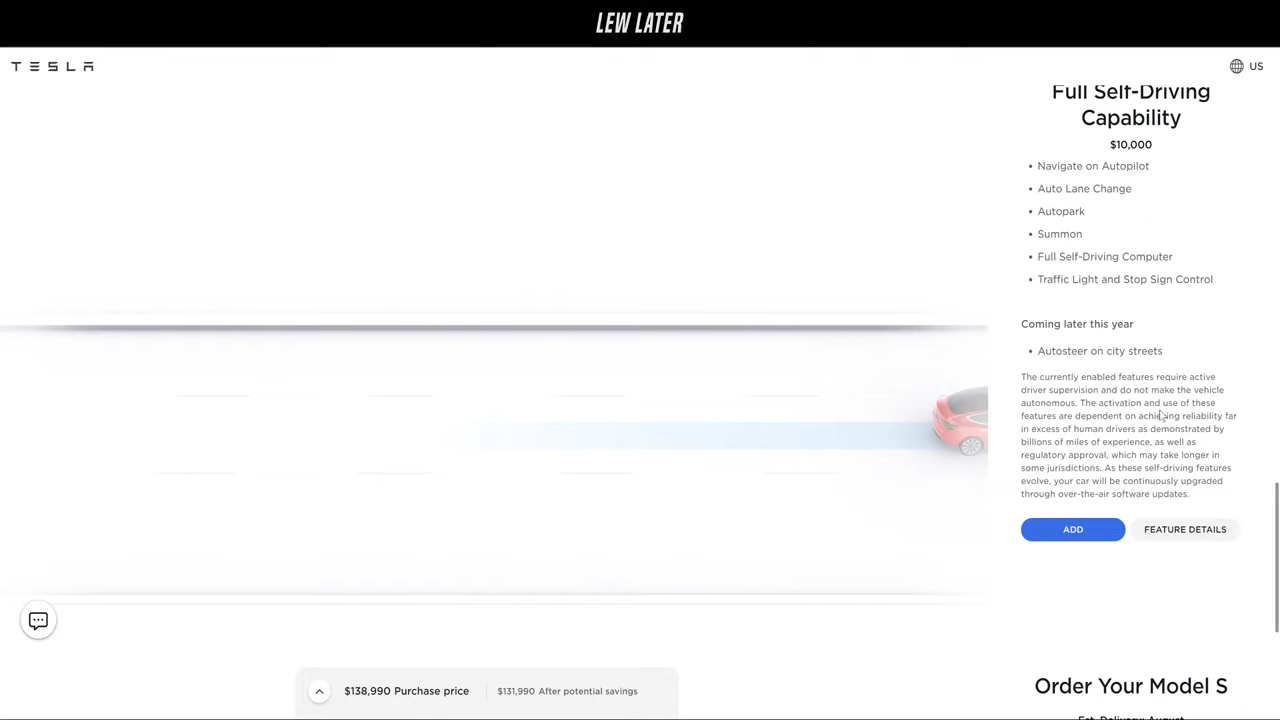 LEW LATER
TESLA
US
Full Self-Driving
Capability
$10,000
• Navigate on Autopilot
• Auto Lane Change
• Autopark
• Summon
• Full Self-Driving Computer
• Traffic Light and Stop Sign Control
Coming later this year
• Autosteer on city streets
The currently enabled features require active
driver supervision and do not make the vehicle
autonomous. The activation and use of these
features are dependent on achieving reliability far
in excess of human drivers as demonstrated by
billions of miles of experience, as well as
regulatory approval, which may take longer in
some jurisdictions. As these self-driving features
evolve, your car will be continuously upgraded
through over-the-air software updates.
ADD
FEATURE DETAILS
$138,990 Purchase price
$131,990 After potential savings
Order Your Model S
Est. Delivery: August